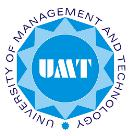 UNIVERSITY OF MANAGEMENT AND TECHNOLOGY
UMT